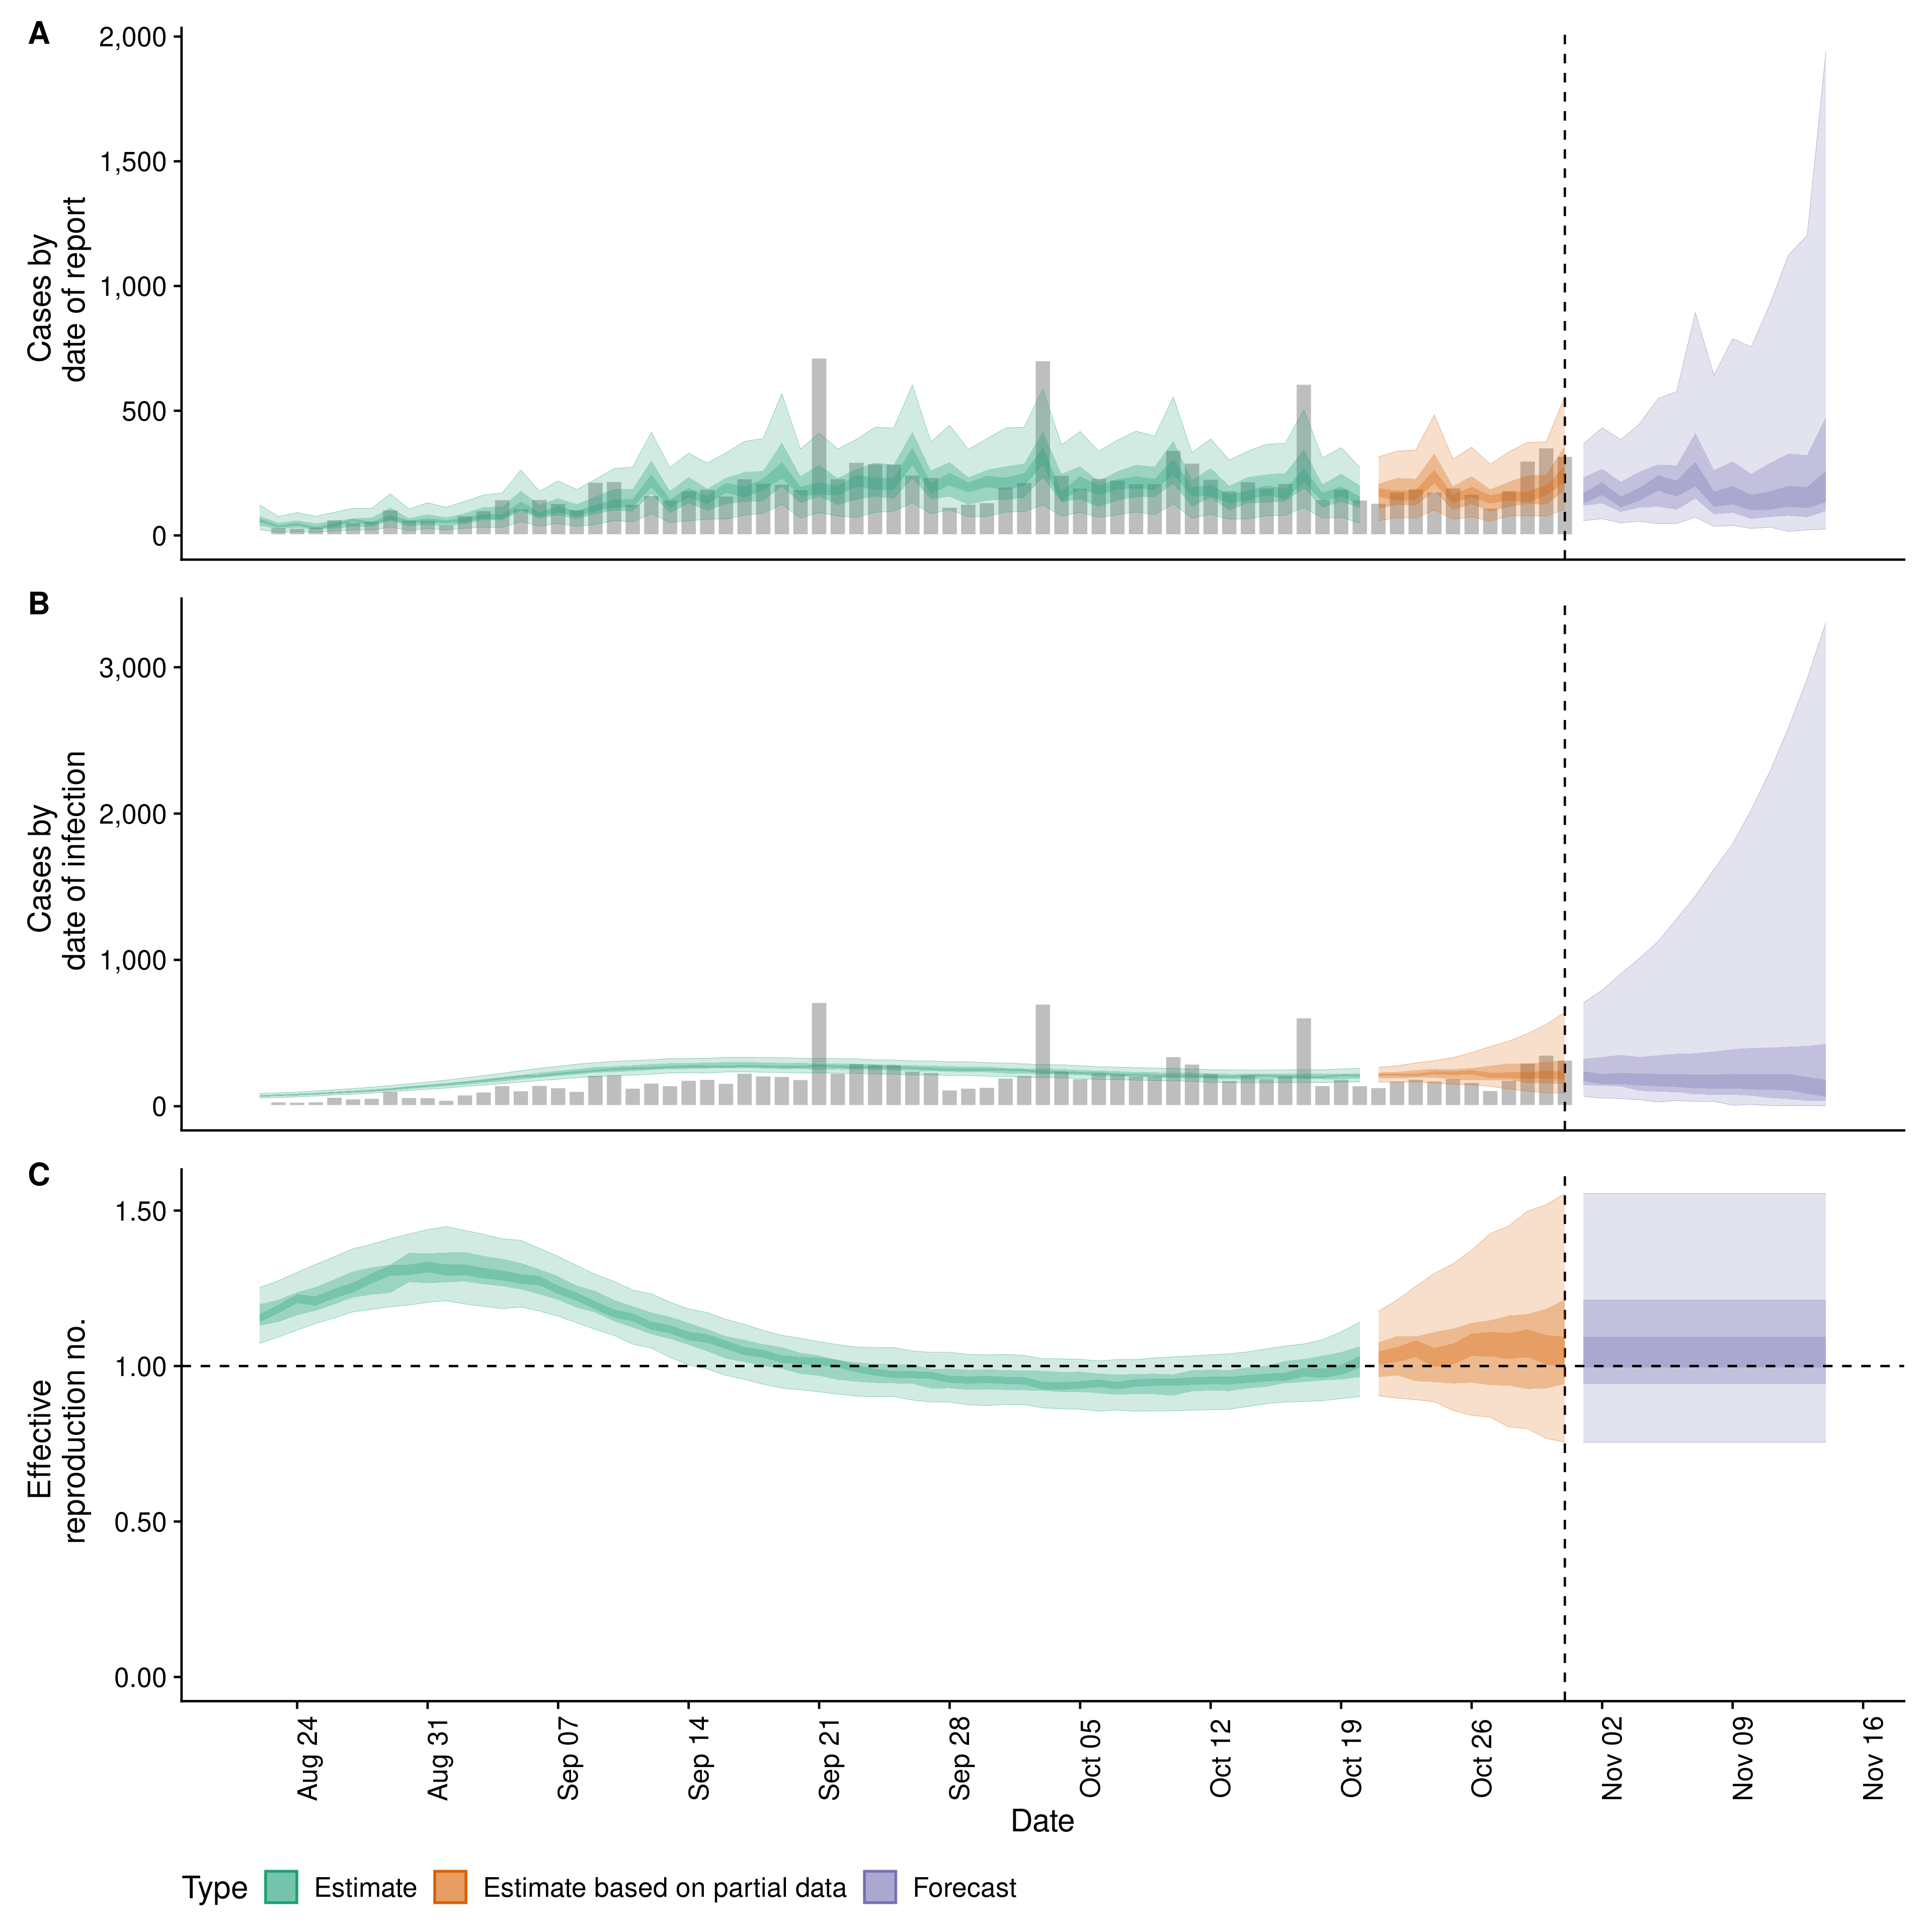 A
2,000
1,500
1,000
500
0
Cases by
date of report
B
3,000
2,000
1,000
0
Cases by
date of infection
C
1.50
1.00
0.50
0.00
Effective
reproduction no.
Aug 24
Aug 31
Sep 07
Sep 14
Sep 21
Sep 28
Oct 05
Oct 12
Oct 19
Oct 26
Nov 02
Nov 09
Nov 16
Date
Type Estimate Estimate based on partial data Forecast